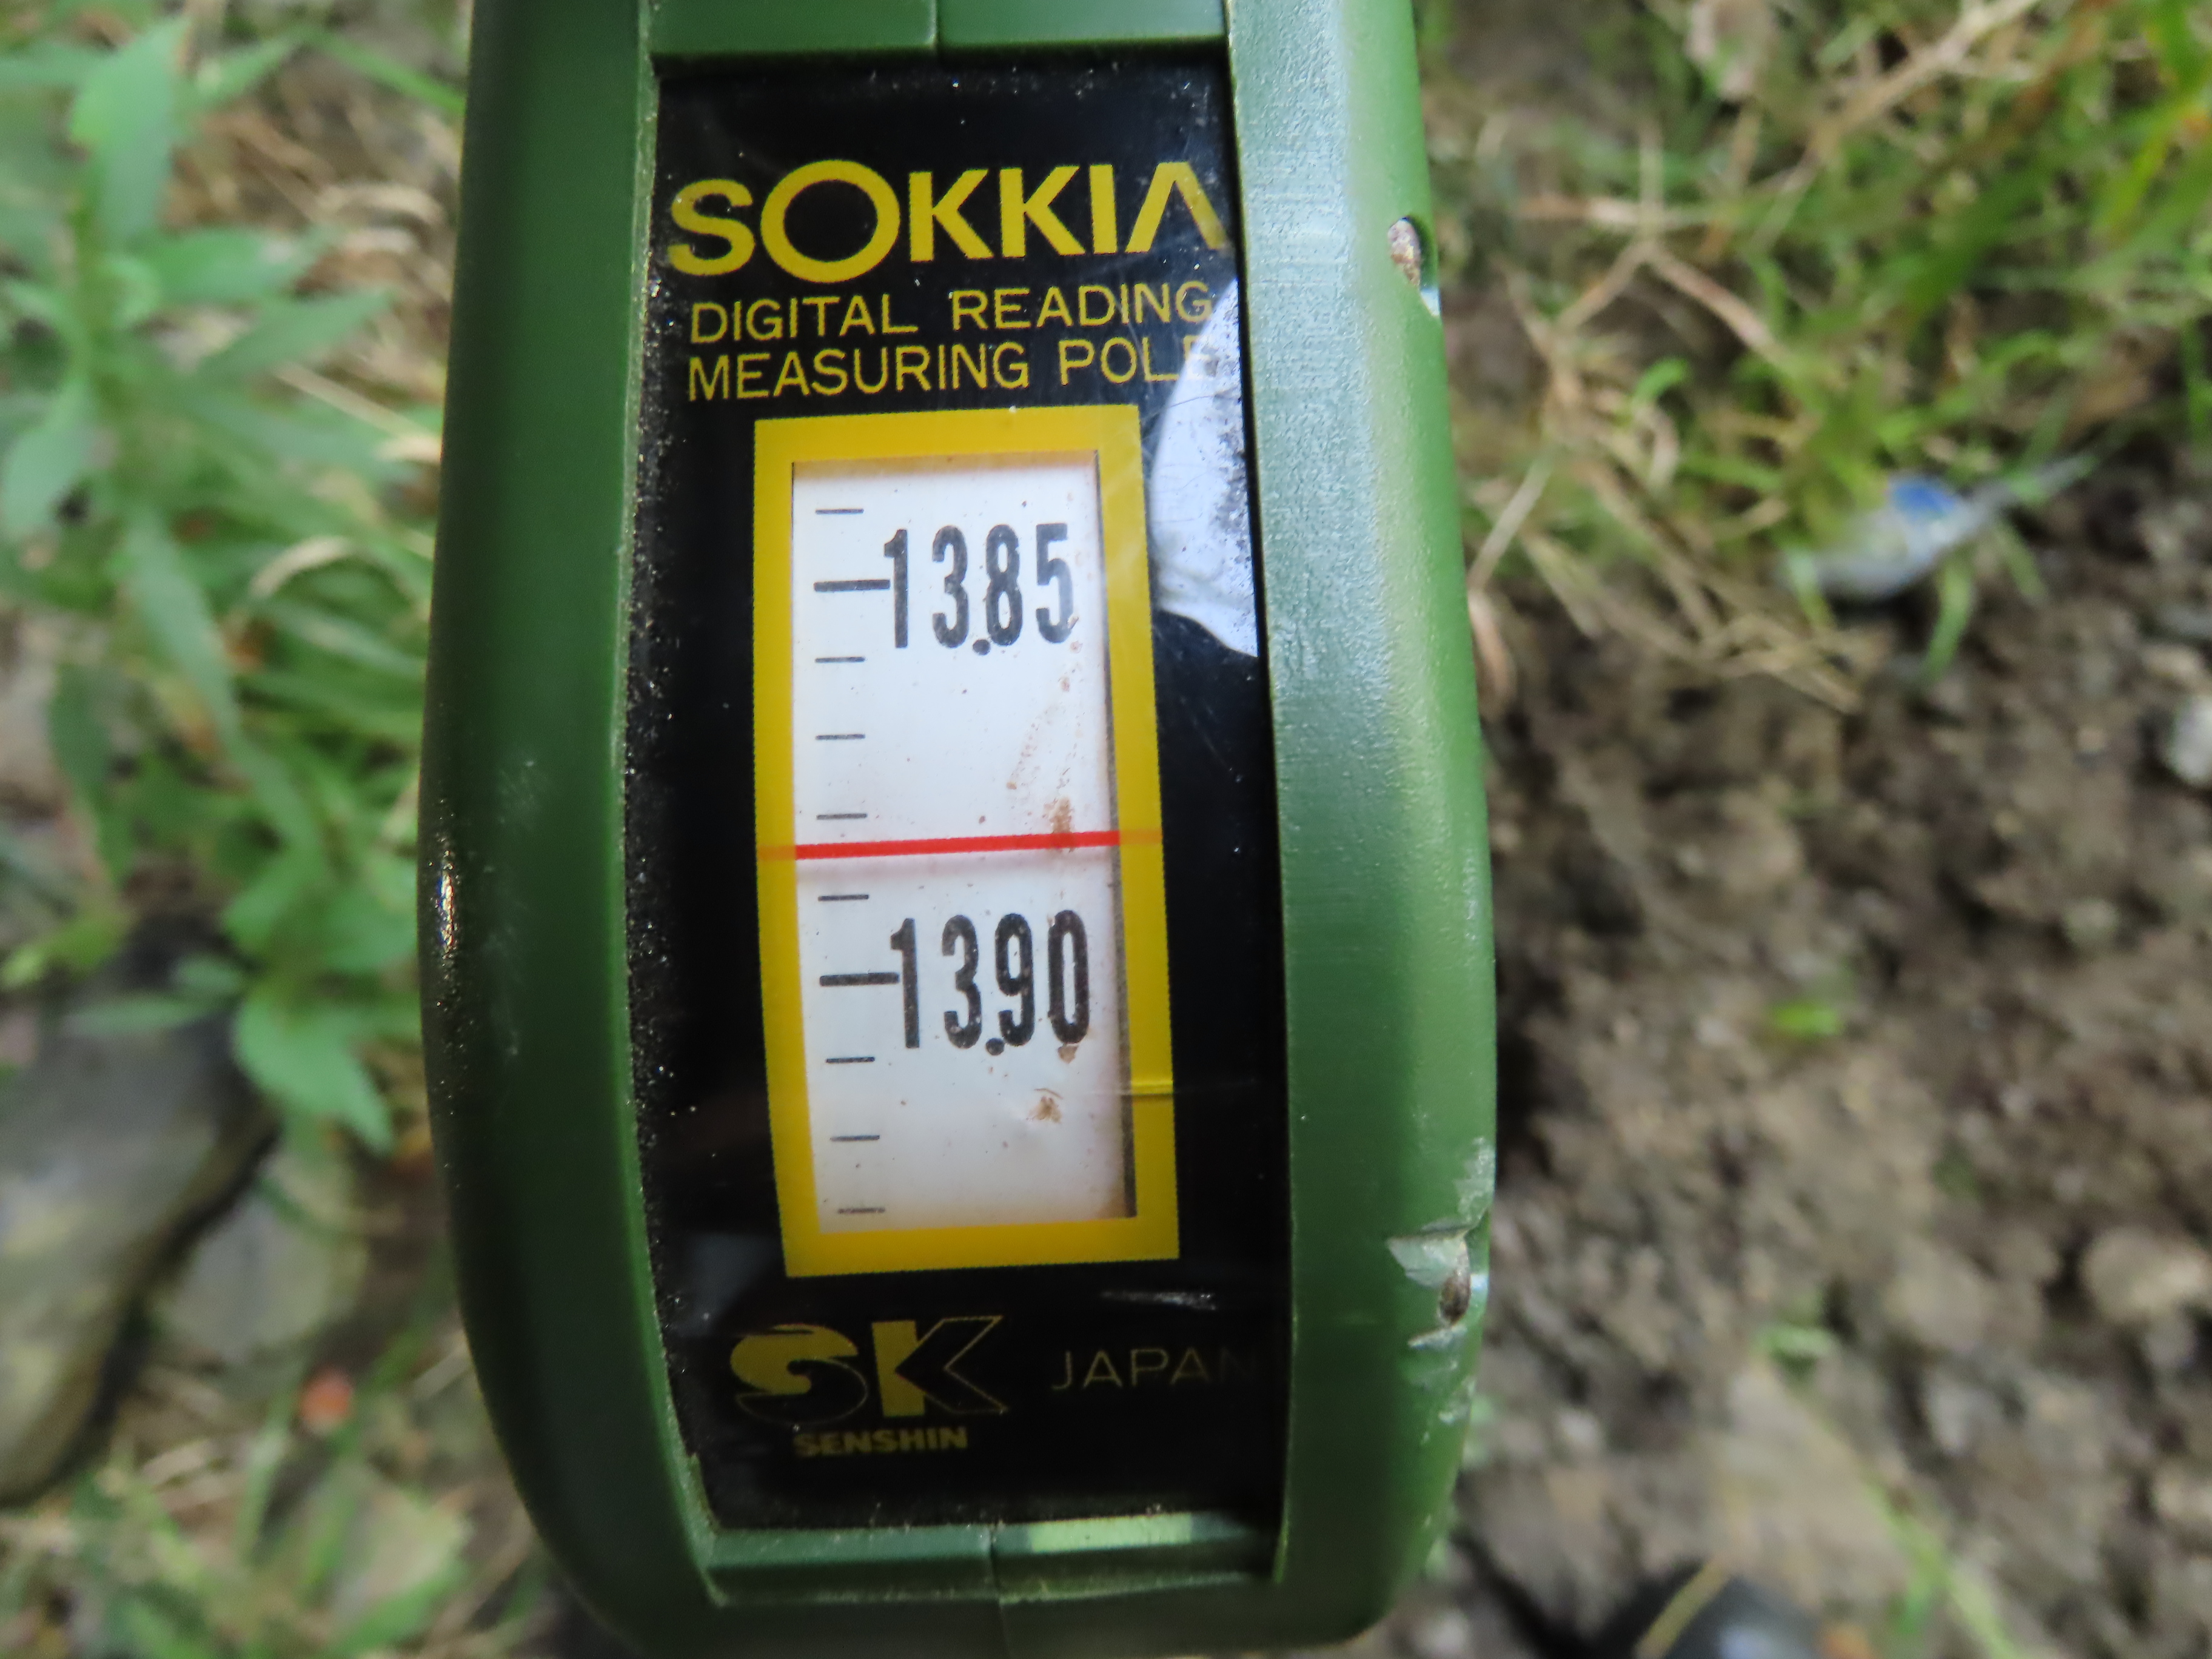 SOKKIA
DIGITAL READING
MEASURING POLE
13.85
13.90
SK JAPAN
SENSHIN